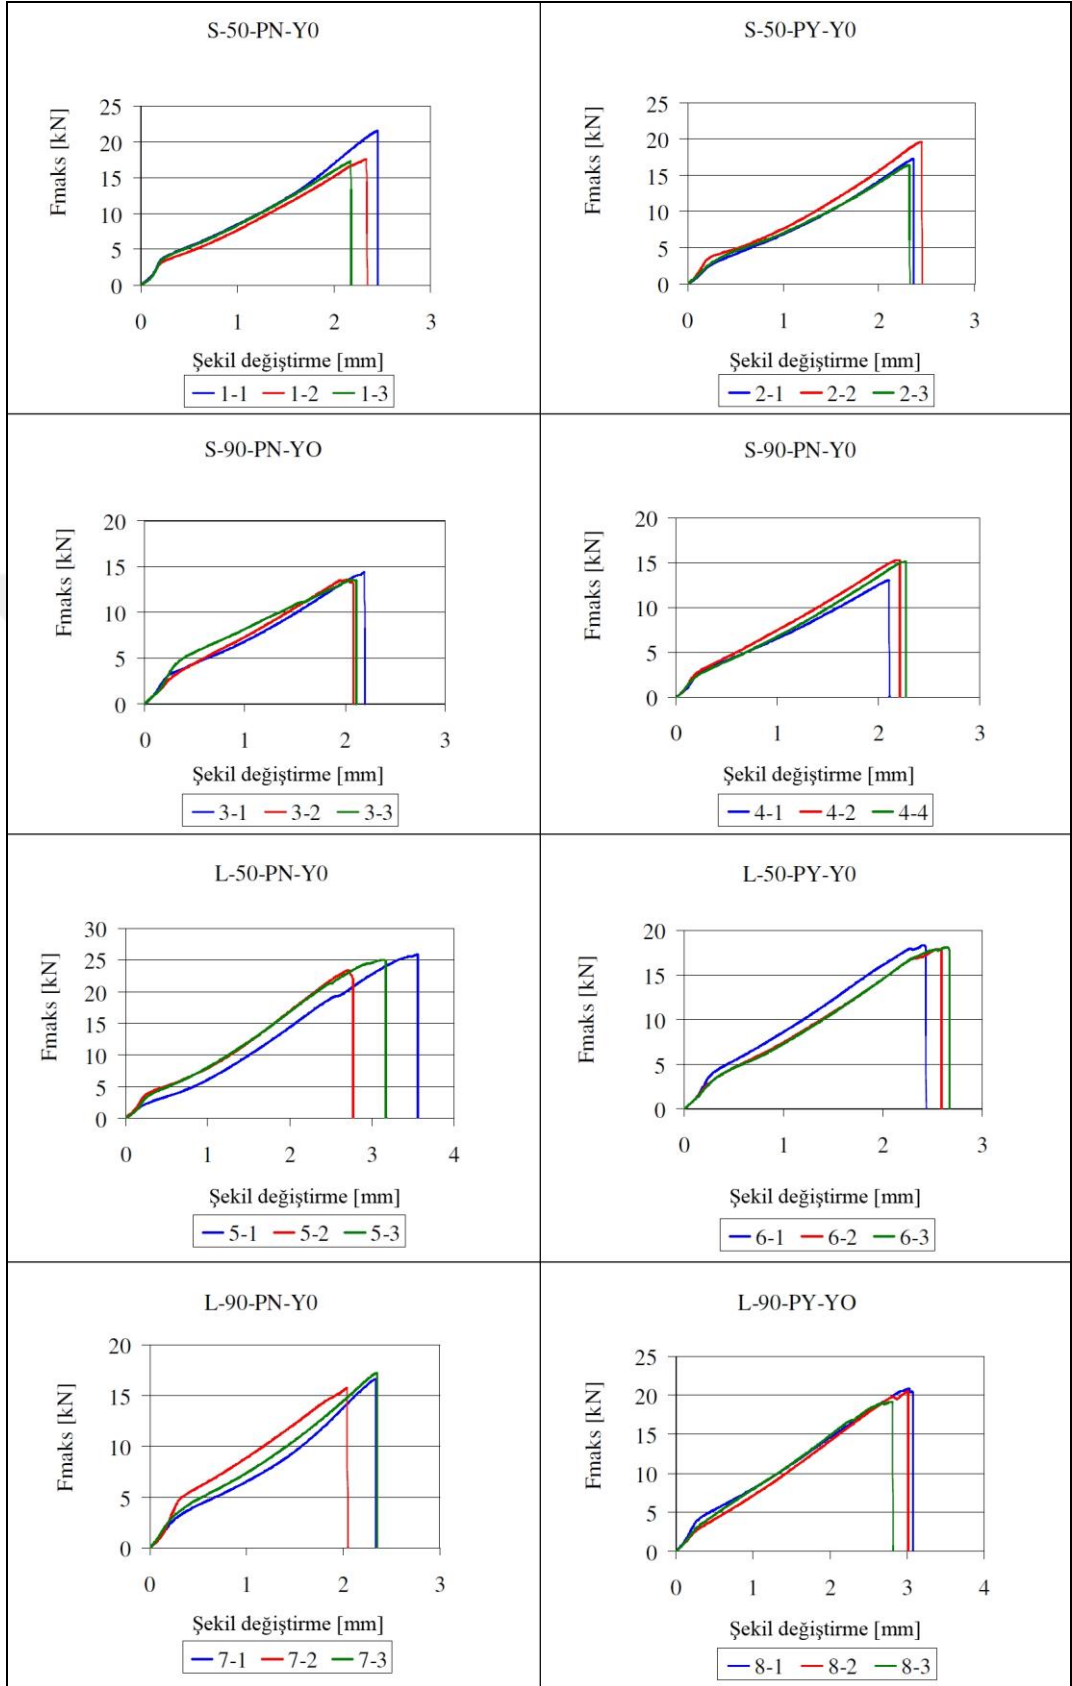 S-50-PN-Y0
Fmaks [kN]
25
20
15
10
5
0
0 1 2 3
Şekil değiştirme [mm]
1-1 1-2 1-3
S-50-PY-Y0
Fmaks [kN]
25
20
15
10
5
0
0 1 2 3
Şekil değiştirme [mm]
2-1 2-2 2-3
S-90-PN-YO
Fmaks [kN]
20
15
10
5
0
0 1 2 3
Şekil değiştirme [mm]
3-1 3-2 3-3
S-90-PN-Y0
Fmaks [kN]
20
15
10
5
0
0 1 2 3
Şekil değiştirme [mm]
4-1 4-2 4-4
L-50-PN-Y0
Fmaks [kN]
30
25
20
15
10
5
0
0 1 2 3 4
Şekil değiştirme [mm]
5-1 5-2 5-3
L-50-PY-Y0
Fmaks [kN]
20
15
10
5
0
0 1 2 3
Şekil değiştirme [mm]
6-1 6-2 6-3
L-90-PN-Y0
Fmaks [kN]
20
15
10
5
0
0 1 2 3
Şekil değiştirme [mm]
7-1 7-2 7-3
L-90-PY-YO
Fmaks [kN]
25
20
15
10
5
0
0 1 2 3 4
Şekil değiştirme [mm]
8-1 8-2 8-3